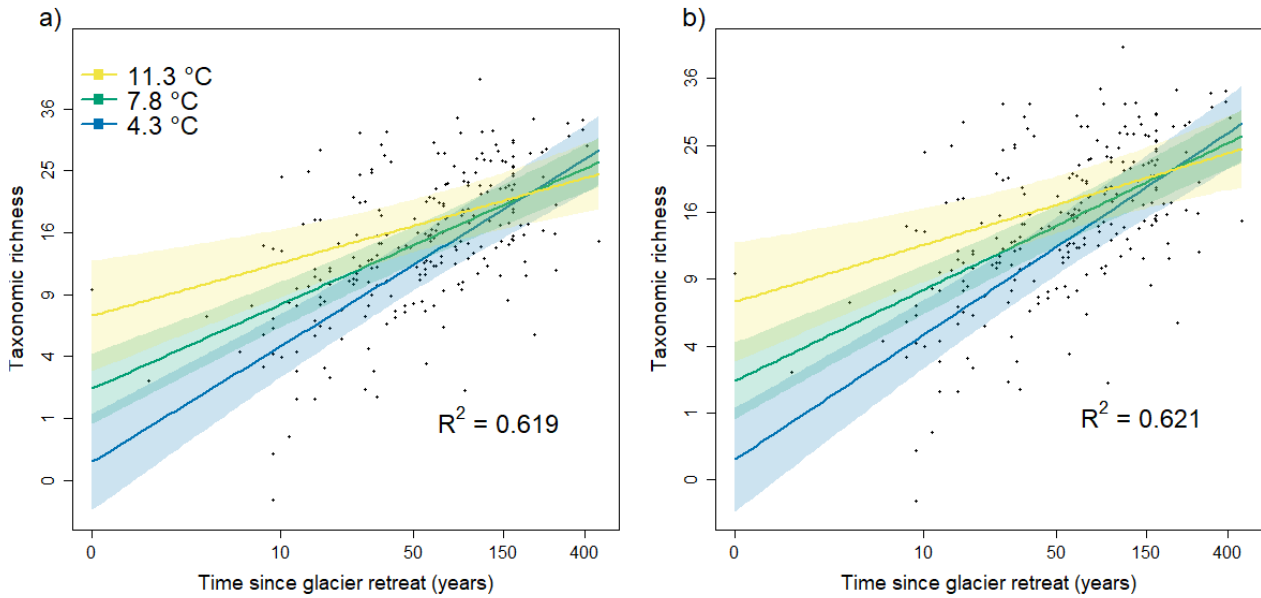 a)
11.3 °C
7.8 °C
4.3 °C
36
25
16
9
4
1
0
Taxonomic richness
R² = 0.619
0 10 50 150 400
Time since glacier retreat (years)
b)
36
25
16
9
4
1
0
Taxonomic richness
R² = 0.621
0 10 50 150 400
Time since glacier retreat (years)